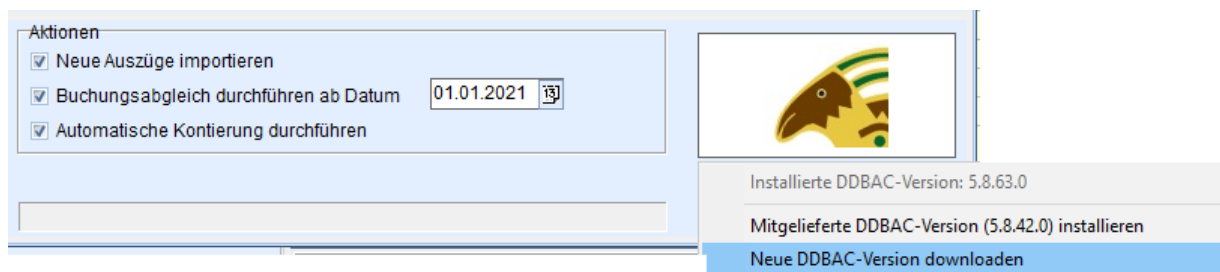 Aktionen
Neue Auszüge importieren
Buchungsabgleich durchführen ab Datum 01.01.2021
Automatische Kontierung durchführen
Installierte DDBAC-Version: 5.8.63.0
Mitgelieferte DDBAC-Version (5.8.42.0) installieren
Neue DDBAC-Version downloaden